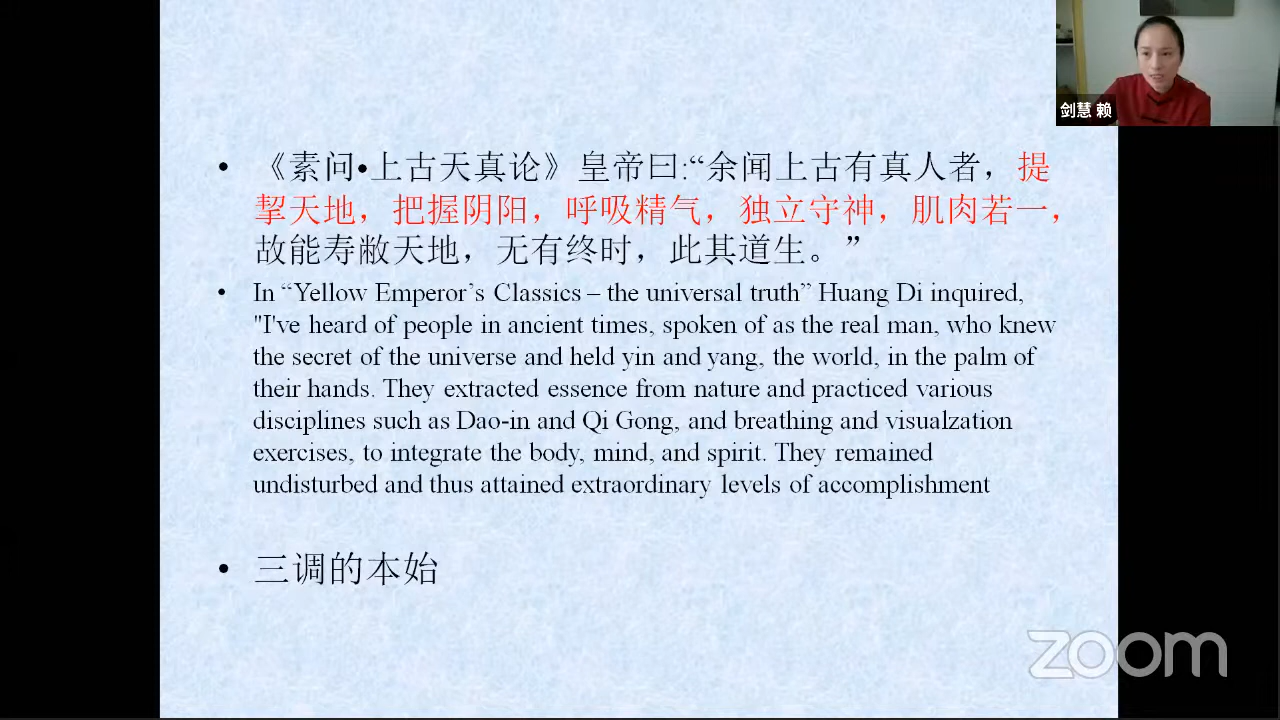 剑慧 赖
• 《素问•上古天真论》皇帝曰:“余闻上古有真人者，提
挈天地，把握阴阳，呼吸精气，独立守神，肌肉若一，
故能寿敝天地，无有终时，此其道生。”
• In “Yellow Emperor’s Classics – the universal truth” Huang Di inquired,
"I've heard of people in ancient times, spoken of as the real man, who knew
the secret of the universe and held yin and yang, the world, in the palm of
their hands. They extracted essence from nature and practiced various
disciplines such as Dao-in and Qi Gong, and breathing and visualzation
exercises, to integrate the body, mind, and spirit. They remained
undisturbed and thus attained extraordinary levels of accomplishment
• 三调的本始
zoom